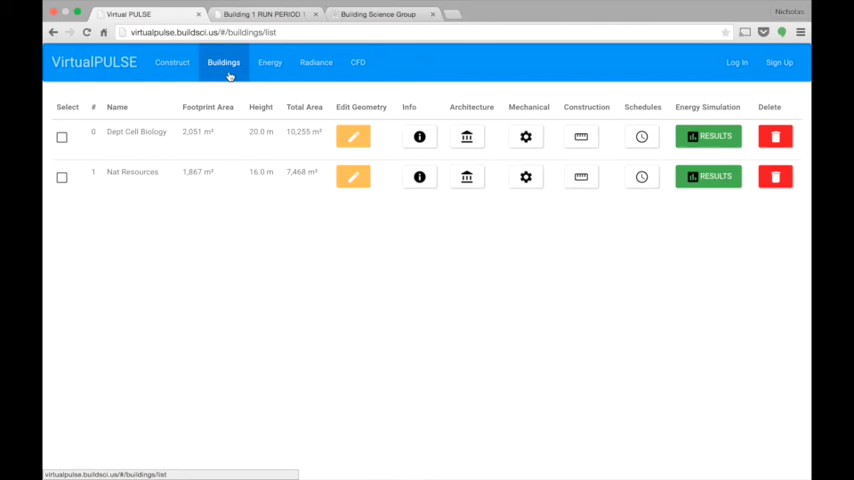 Virtual PULSE
Building 1 RUN PERIOD 1
Building Science Group
Nicholas
virtualpulse.buildsci.us/#/buildings/list
VirtualPULSE Construct Buildings Energy Radiance CFD Log In Sign Up
Select # Name Footprint Area Height Total Area Edit Geometry Info Architecture Mechanical Construction Schedules Energy Simulation Delete
0 Dept Cell Biology 2,051 m² 20.0 m 10,255 m² RESULTS
1 Nat Resources 1,867 m² 16.0 m 7,468 m² RESULTS
virtualpulse.buildsci.us/#/buildings/list